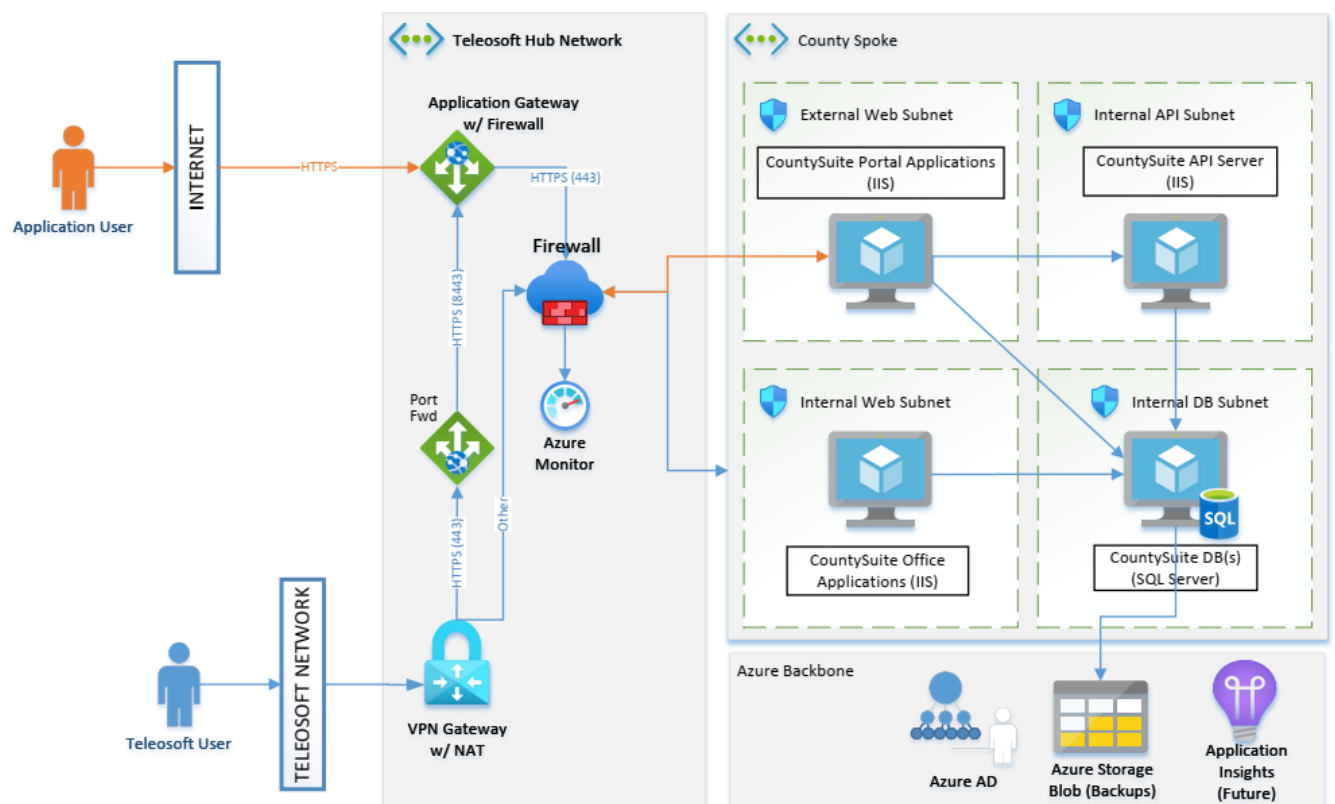 Teleosoft Hub Network
County Spoke
Application Gateway
w/ Firewall
External Web Subnet
Internal API Subnet
INTERNET
HTTPS
HTTPS (443)
CountySuite Portal Applications
(IIS)
CountySuite API Server
(IIS)
Application User
Firewall
HTTPS (8443)
Port
Fwd
Azure
Monitor
Internal Web Subnet
Internal DB Subnet
HTTPS (443)
Other
SQL
CountySuite Office
Applications (IIS)
CountySuite DB(s)
(SQL Server)
TELEOSOFT NETWORK
Teleosoft User
VPN Gateway
w/ NAT
Azure Backbone
Azure AD
Azure Storage
Blob (Backups)
Application
Insights
(Future)